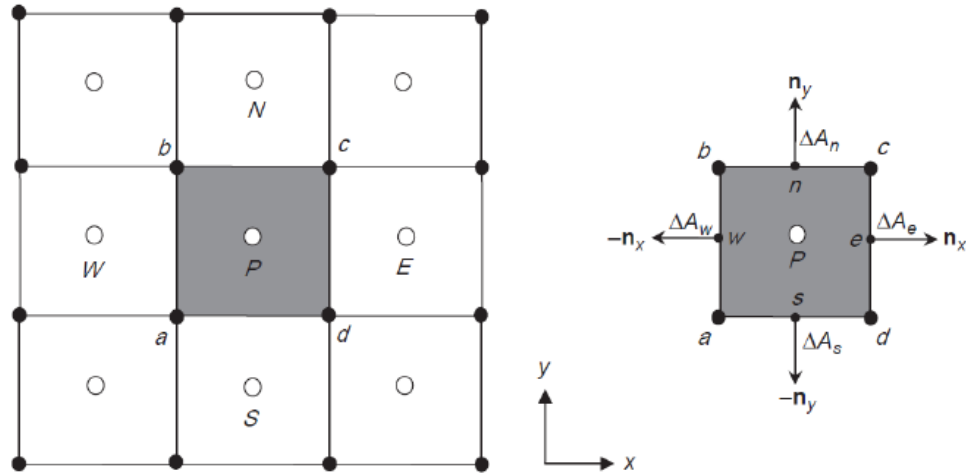 N
b
c
W
P
E
a
d
S
n_y
ΔA_n
b
c
n
ΔA_w
ΔA_e
–n_x
w
P
e
n_x
s
a
d
ΔA_s
–n_y
y
x